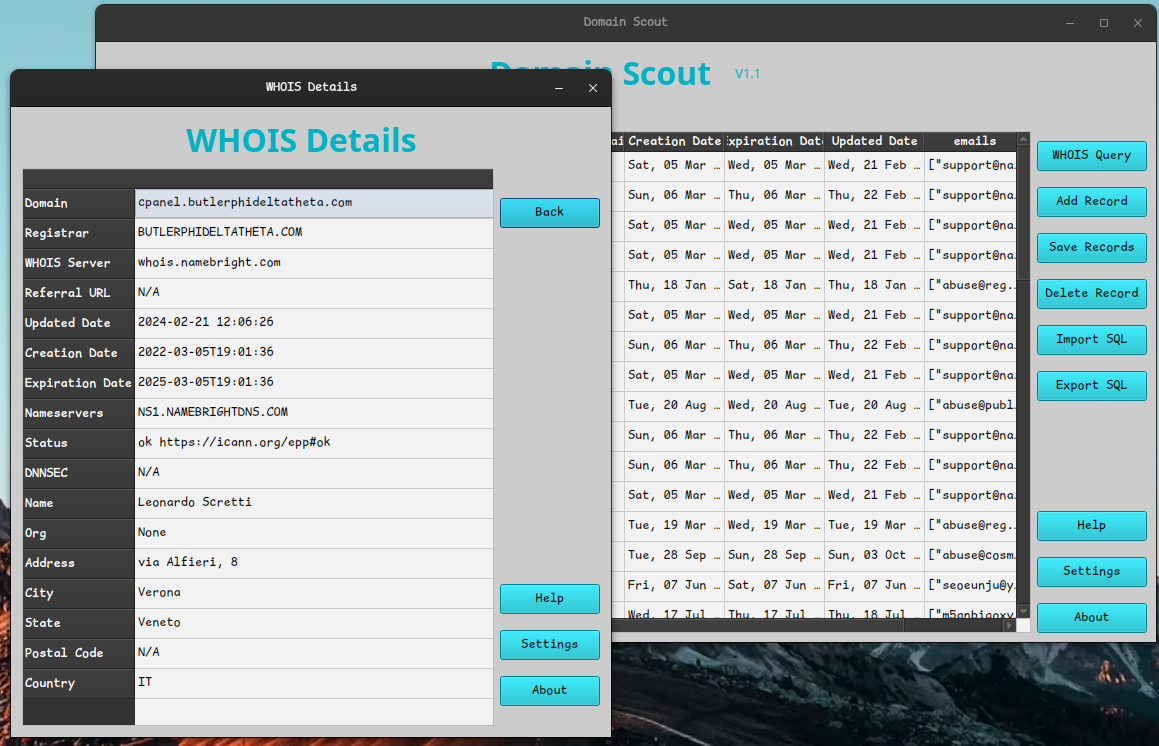 Domain Scout
WHOIS Details
Domain Scout V1.1
WHOIS Details
Domain cpanel.butlerphideltatheta.com
Registrar BUTLERPHIDELTATHETA.COM
WHOIS Server whois.namebright.com
Referral URL N/A
Updated Date 2024-02-21 12:06:26
Creation Date 2022-03-05T19:01:36
Expiration Date 2025-03-05T19:01:36
Nameservers NS1.NAMEBRIGHTDNS.COM
Status ok https://icann.org/epp#ok
DNNSEC N/A
Name Leonardo Scretti
Org None
Address via Alfieri, 8
City Verona
State Veneto
Postal Code N/A
Country IT
Back
Help
Settings
About
ai Creation Date xpiration Dat Updated Date emails
Sat, 05 Mar … Wed, 05 Mar … Wed, 21 Feb … ["support@na.
Sun, 06 Mar … Thu, 06 Mar … Thu, 22 Feb … ["support@na.
Sat, 05 Mar … Wed, 05 Mar … Wed, 21 Feb … ["support@na.
Sat, 05 Mar … Wed, 05 Mar … Wed, 21 Feb … ["support@na.
Thu, 18 Jan … Sat, 18 Jan … Thu, 18 Jan … ["abuse@reg..
Sat, 05 Mar … Wed, 05 Mar … Wed, 21 Feb … ["support@na.
Sun, 06 Mar … Thu, 06 Mar … Thu, 22 Feb … ["support@na.
Sat, 05 Mar … Wed, 05 Mar … Wed, 21 Feb … ["support@na.
Tue, 20 Aug … Wed, 20 Aug … Tue, 20 Aug … ["abuse@publ.
Sun, 06 Mar … Thu, 06 Mar … Thu, 22 Feb … ["support@na.
Sun, 06 Mar … Thu, 06 Mar … Thu, 22 Feb … ["support@na.
Sat, 05 Mar … Wed, 05 Mar … Wed, 21 Feb … ["support@na.
Tue, 19 Mar … Wed, 19 Mar … Tue, 19 Mar … ["abuse@reg..
Tue, 28 Sep … Sun, 28 Sep … Sun, 03 Oct … ["abuse@cosm.
Fri, 07 Jun … Sat, 07 Jun … Fri, 07 Jun … ["seoeunju@y.
Wed, 17 Jul … Thu, 17 Jul … Thu, 18 Jul …
WHOIS Query
Add Record
Save Records
Delete Record
Import SQL
Export SQL
Help
Settings
About